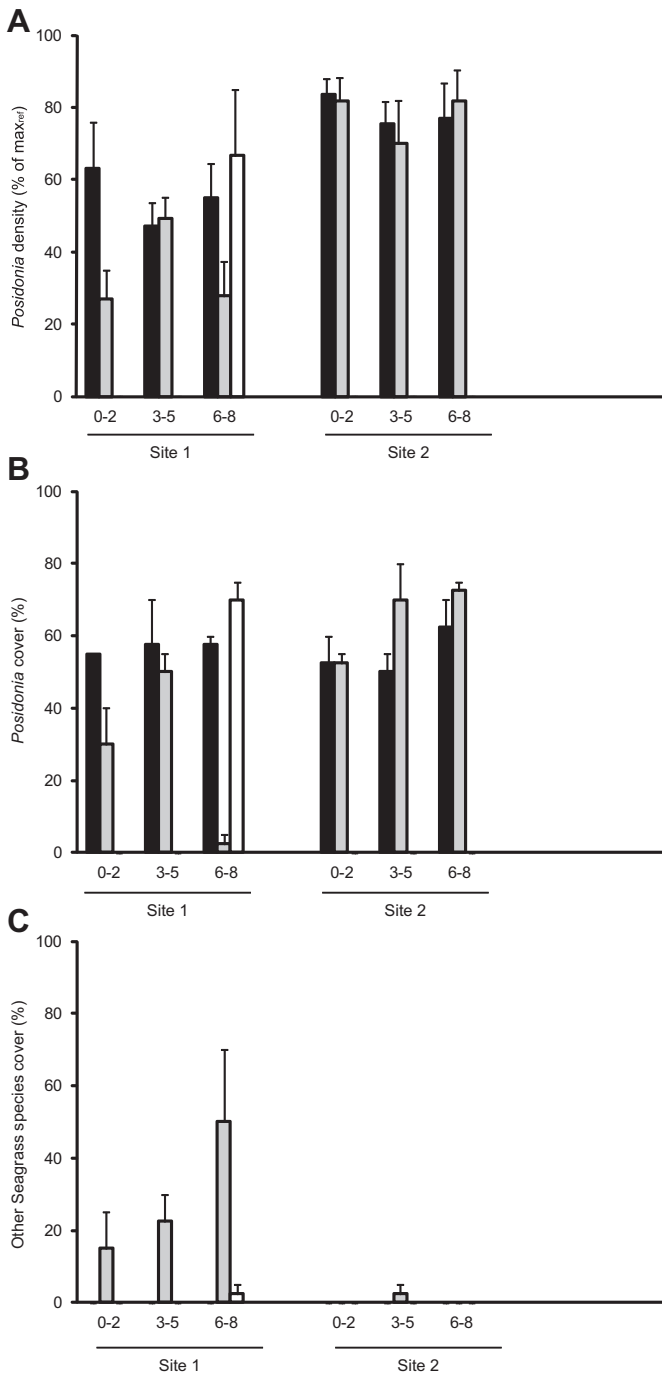 A
100
80
60
40
20
0
Posidonia density (% of maxref)
0-2 3-5 6-8 0-2 3-5 6-8
Site 1 Site 2
B
100
80
60
40
20
0
Posidonia cover (%)
0-2 3-5 6-8 0-2 3-5 6-8
Site 1 Site 2
C
100
80
60
40
20
0
Other Seagrass species cover (%)
0-2 3-5 6-8 0-2 3-5 6-8
Site 1 Site 2